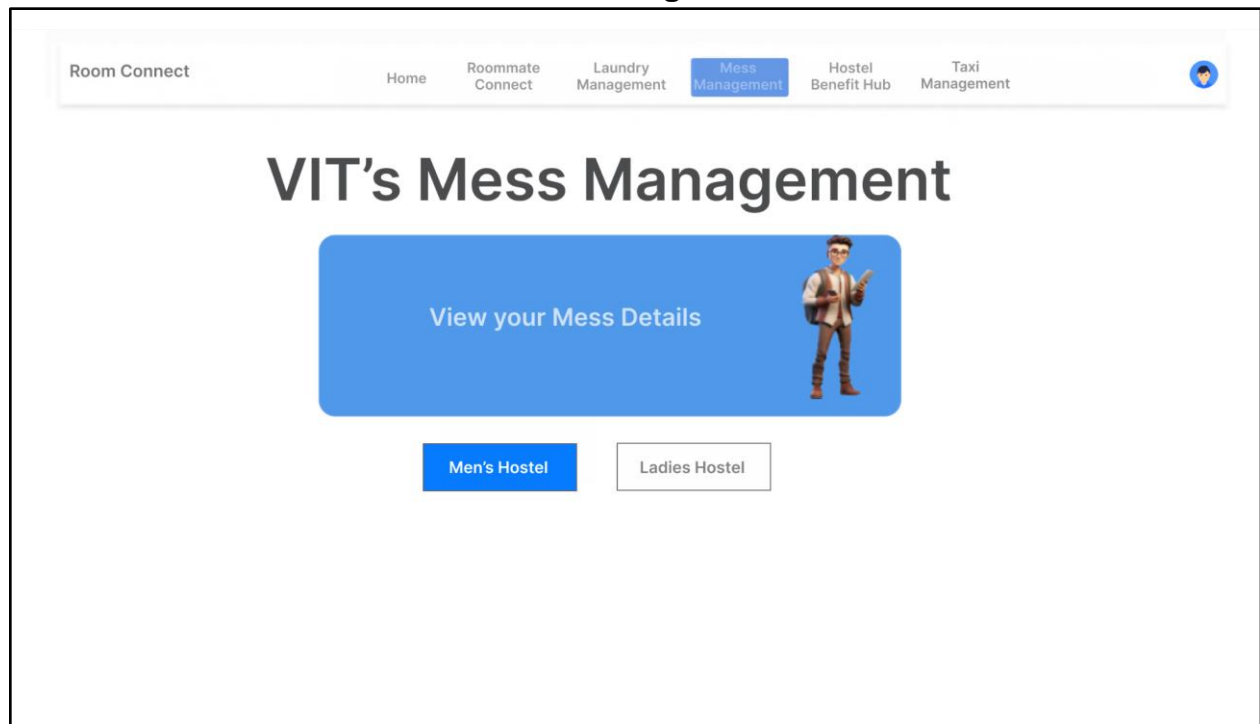 Room Connect
Home
Roommate
Connect
Laundry
Management
Mess
Management
Hostel
Benefit Hub
Taxi
Management
VIT’s Mess Management
View your Mess Details
Men’s Hostel
Ladies Hostel